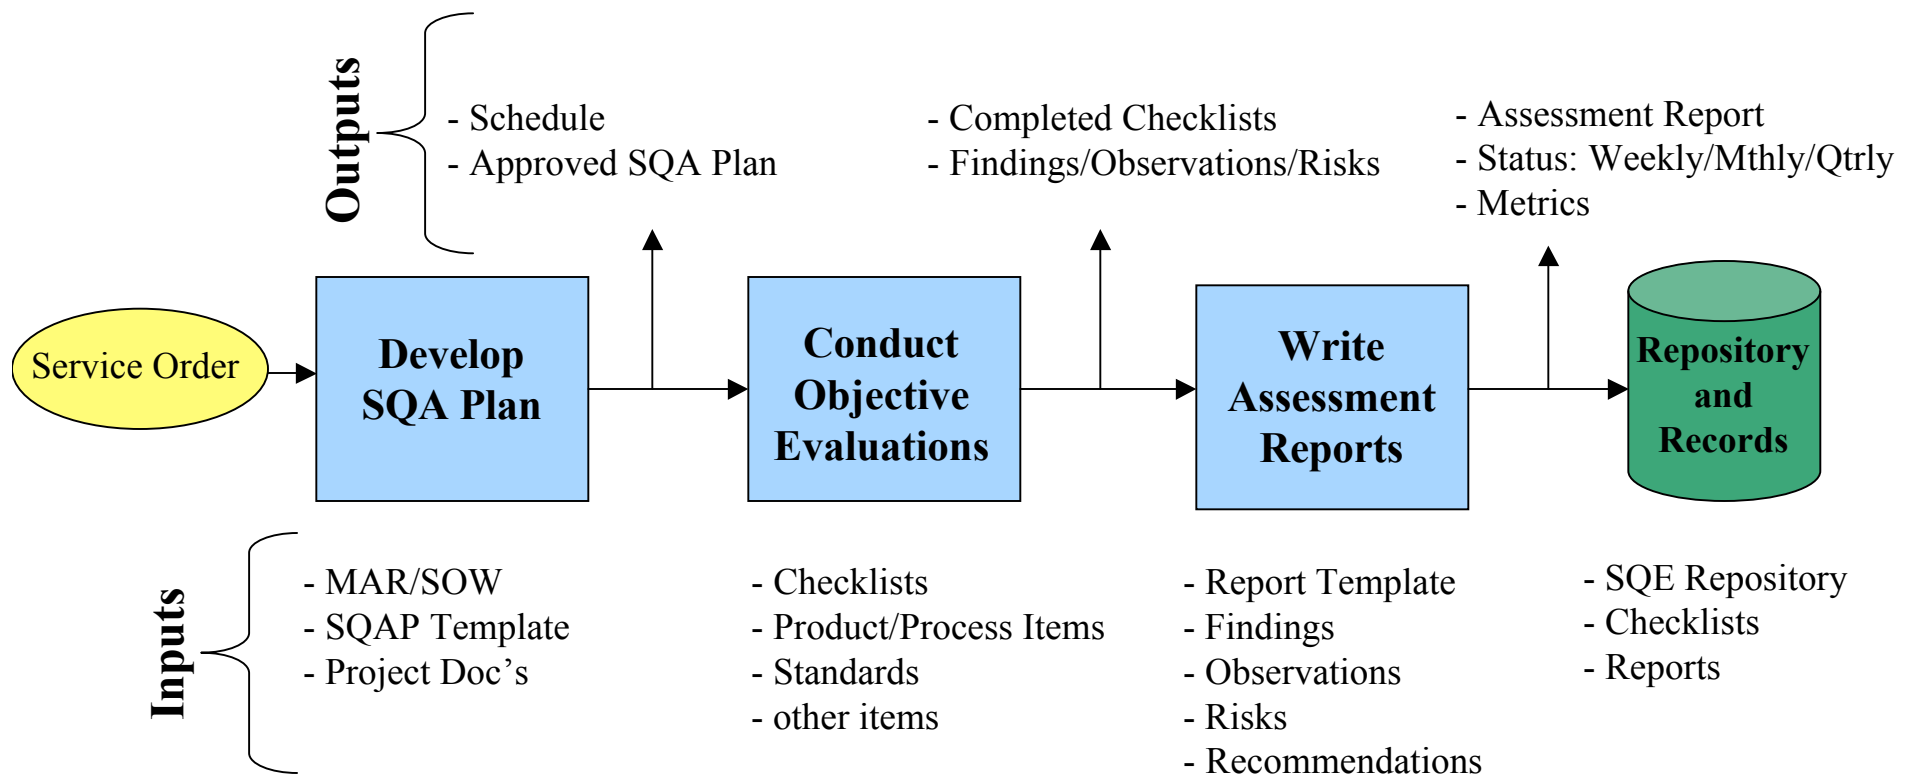 Outputs
- Schedule
- Approved SQA Plan
- Completed Checklists
- Findings/Observations/Risks
- Assessment Report
- Status: Weekly/Mthly/Qtrly
- Metrics
Service Order
Develop
SQA Plan
Conduct
Objective
Evaluations
Write
Assessment
Reports
Repository
and
Records
Inputs
- MAR/SOW
- SQAP Template
- Project Doc’s
- Checklists
- Product/Process Items
- Standards
- other items
- Report Template
- Findings
- Observations
- Risks
- Recommendations
- SQE Repository
- Checklists
- Reports